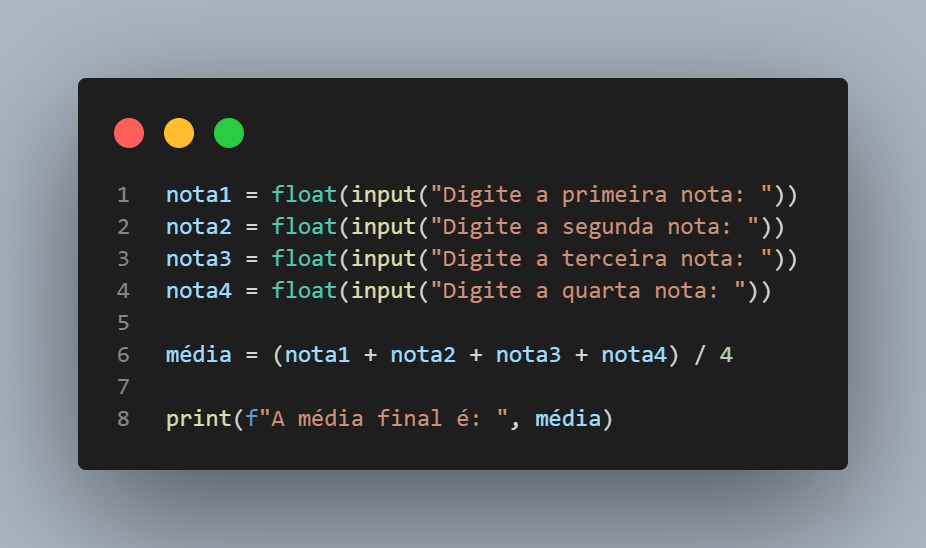 1 nota1 = float(input("Digite a primeira nota: "))
2 nota2 = float(input("Digite a segunda nota: "))
3 nota3 = float(input("Digite a terceira nota: "))
4 nota4 = float(input("Digite a quarta nota: "))
5
6 média = (nota1 + nota2 + nota3 + nota4) / 4
7
8 print(f"A média final é: ", média)